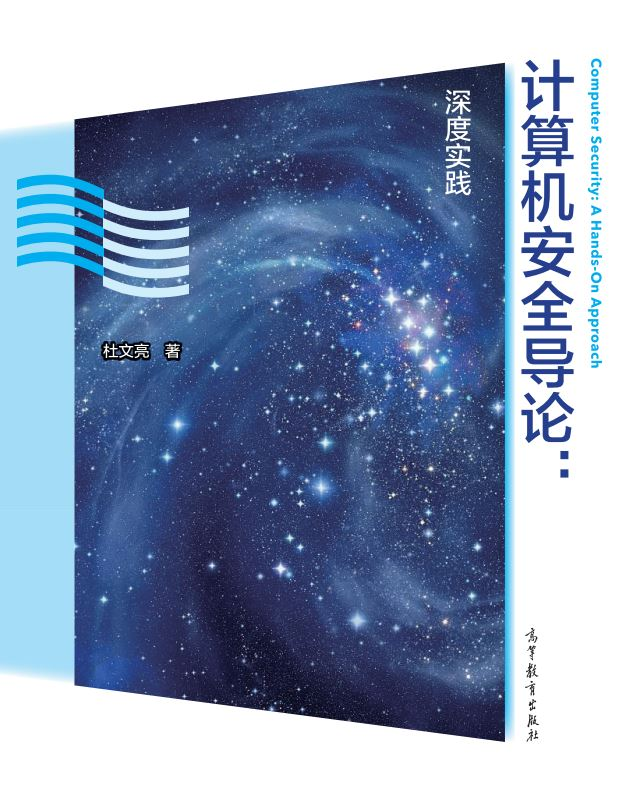 计算机安全导论：
深度实践
Computer Security: A Hands-On Approach
杜文亮 著
高等教育出版社